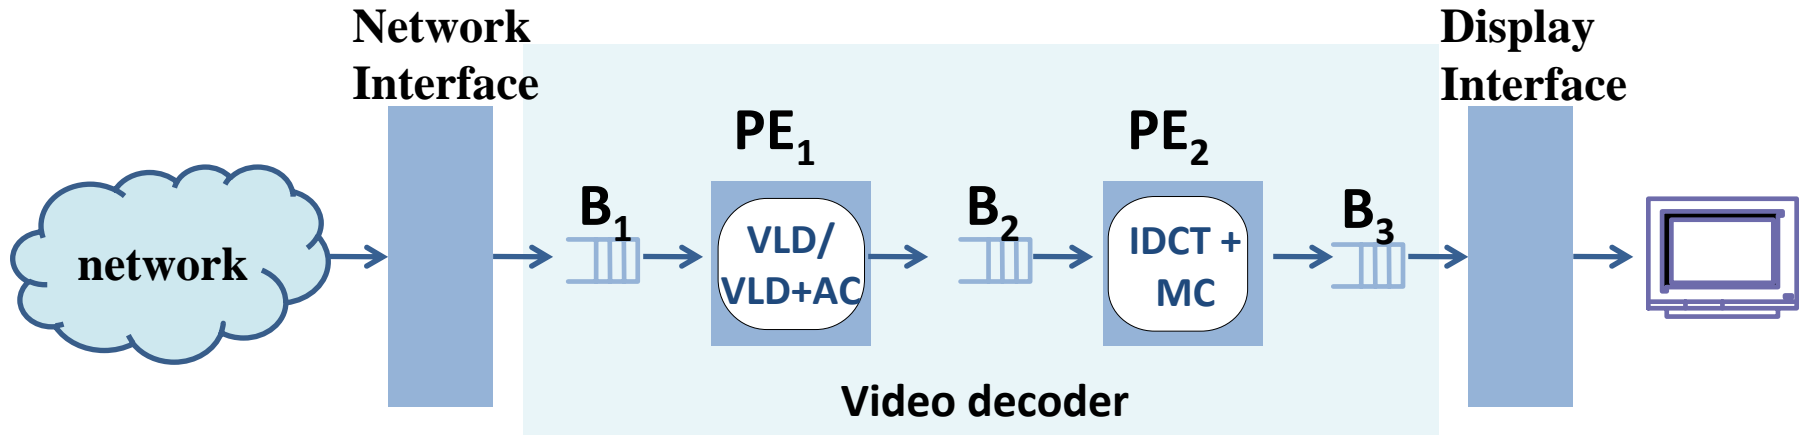 Network
Interface
Display
Interface
PE1
PE2
B1
B2
B3
network
VLD/
VLD+AC
IDCT +
MC
Video decoder